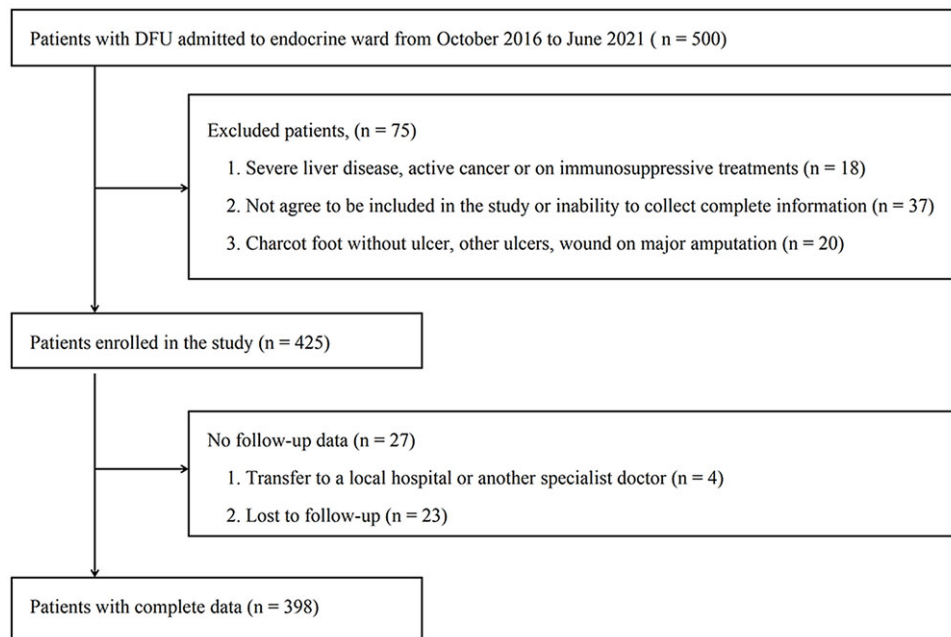 Patients with DFU admitted to endocrine ward from October 2016 to June 2021 ( n = 500)
Excluded patients, (n = 75)
1. Severe liver disease, active cancer or on immunosuppressive treatments (n = 18)
2. Not agree to be included in the study or inability to collect complete information (n = 37)
3. Charcot foot without ulcer, other ulcers, wound on major amputation (n = 20)
Patients enrolled in the study (n = 425)
No follow-up data (n = 27)
1. Transfer to a local hospital or another specialist doctor (n = 4)
2. Lost to follow-up (n = 23)
Patients with complete data (n = 398)